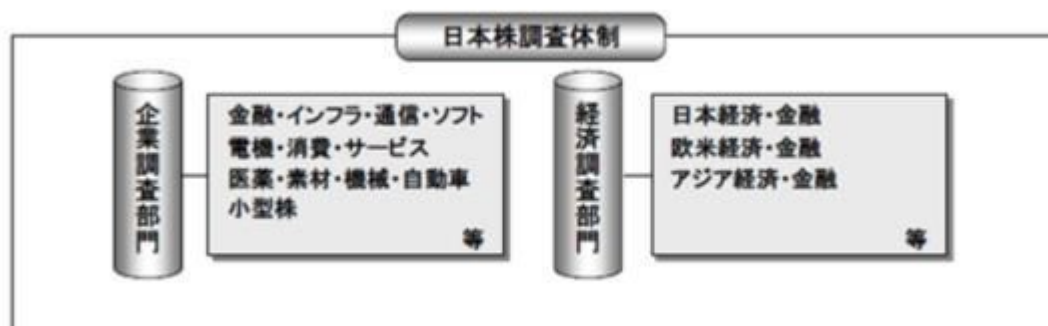 日本株調査体制
企業調査部門
金融・インフラ・通信・ソフト
電機・消費・サービス
医薬・素材・機械・自動車
小型株
等
経済調査部門
日本経済・金融
欧米経済・金融
アジア経済・金融
等